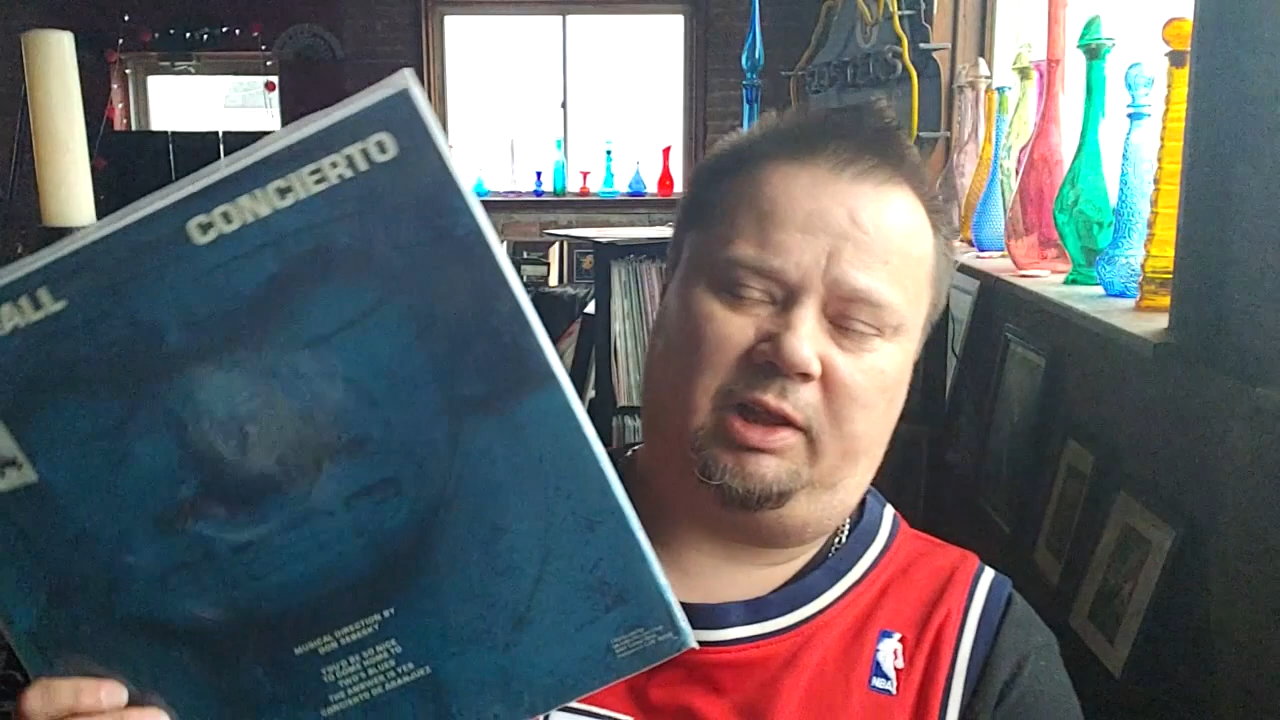 CONCIERTO
ALL
MUSICAL DIRECTION BY
DON SEBESKY
YOU'D BE SO NICE
TO COME HOME TO
TWO'S BLUES
THE ANSWER IS YES
CONCIERTO DE ARANJUEZ
NBA